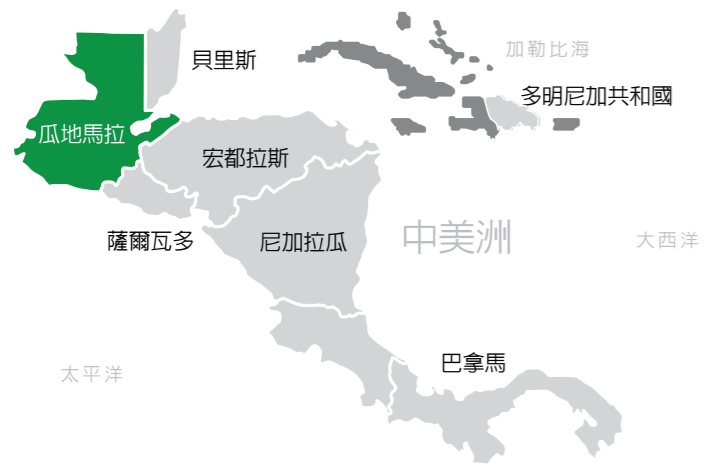 加勒比海
貝里斯
多明尼加共和國
瓜地馬拉
宏都拉斯
薩爾瓦多
尼加拉瓜
中美洲
大西洋
巴拿馬
太平洋